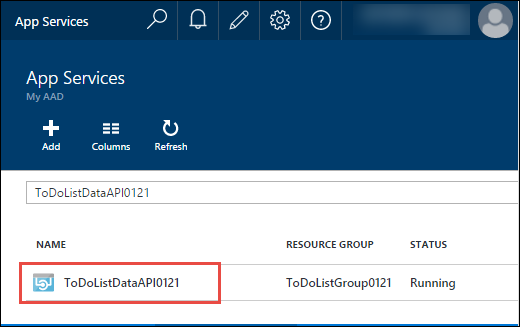 App Services
App Services
My AAD
Add Columns Refresh
ToDoListDataAPI0121
NAME RESOURCE GROUP STATUS
ToDoListDataAPI0121 ToDoListGroup0121 Running